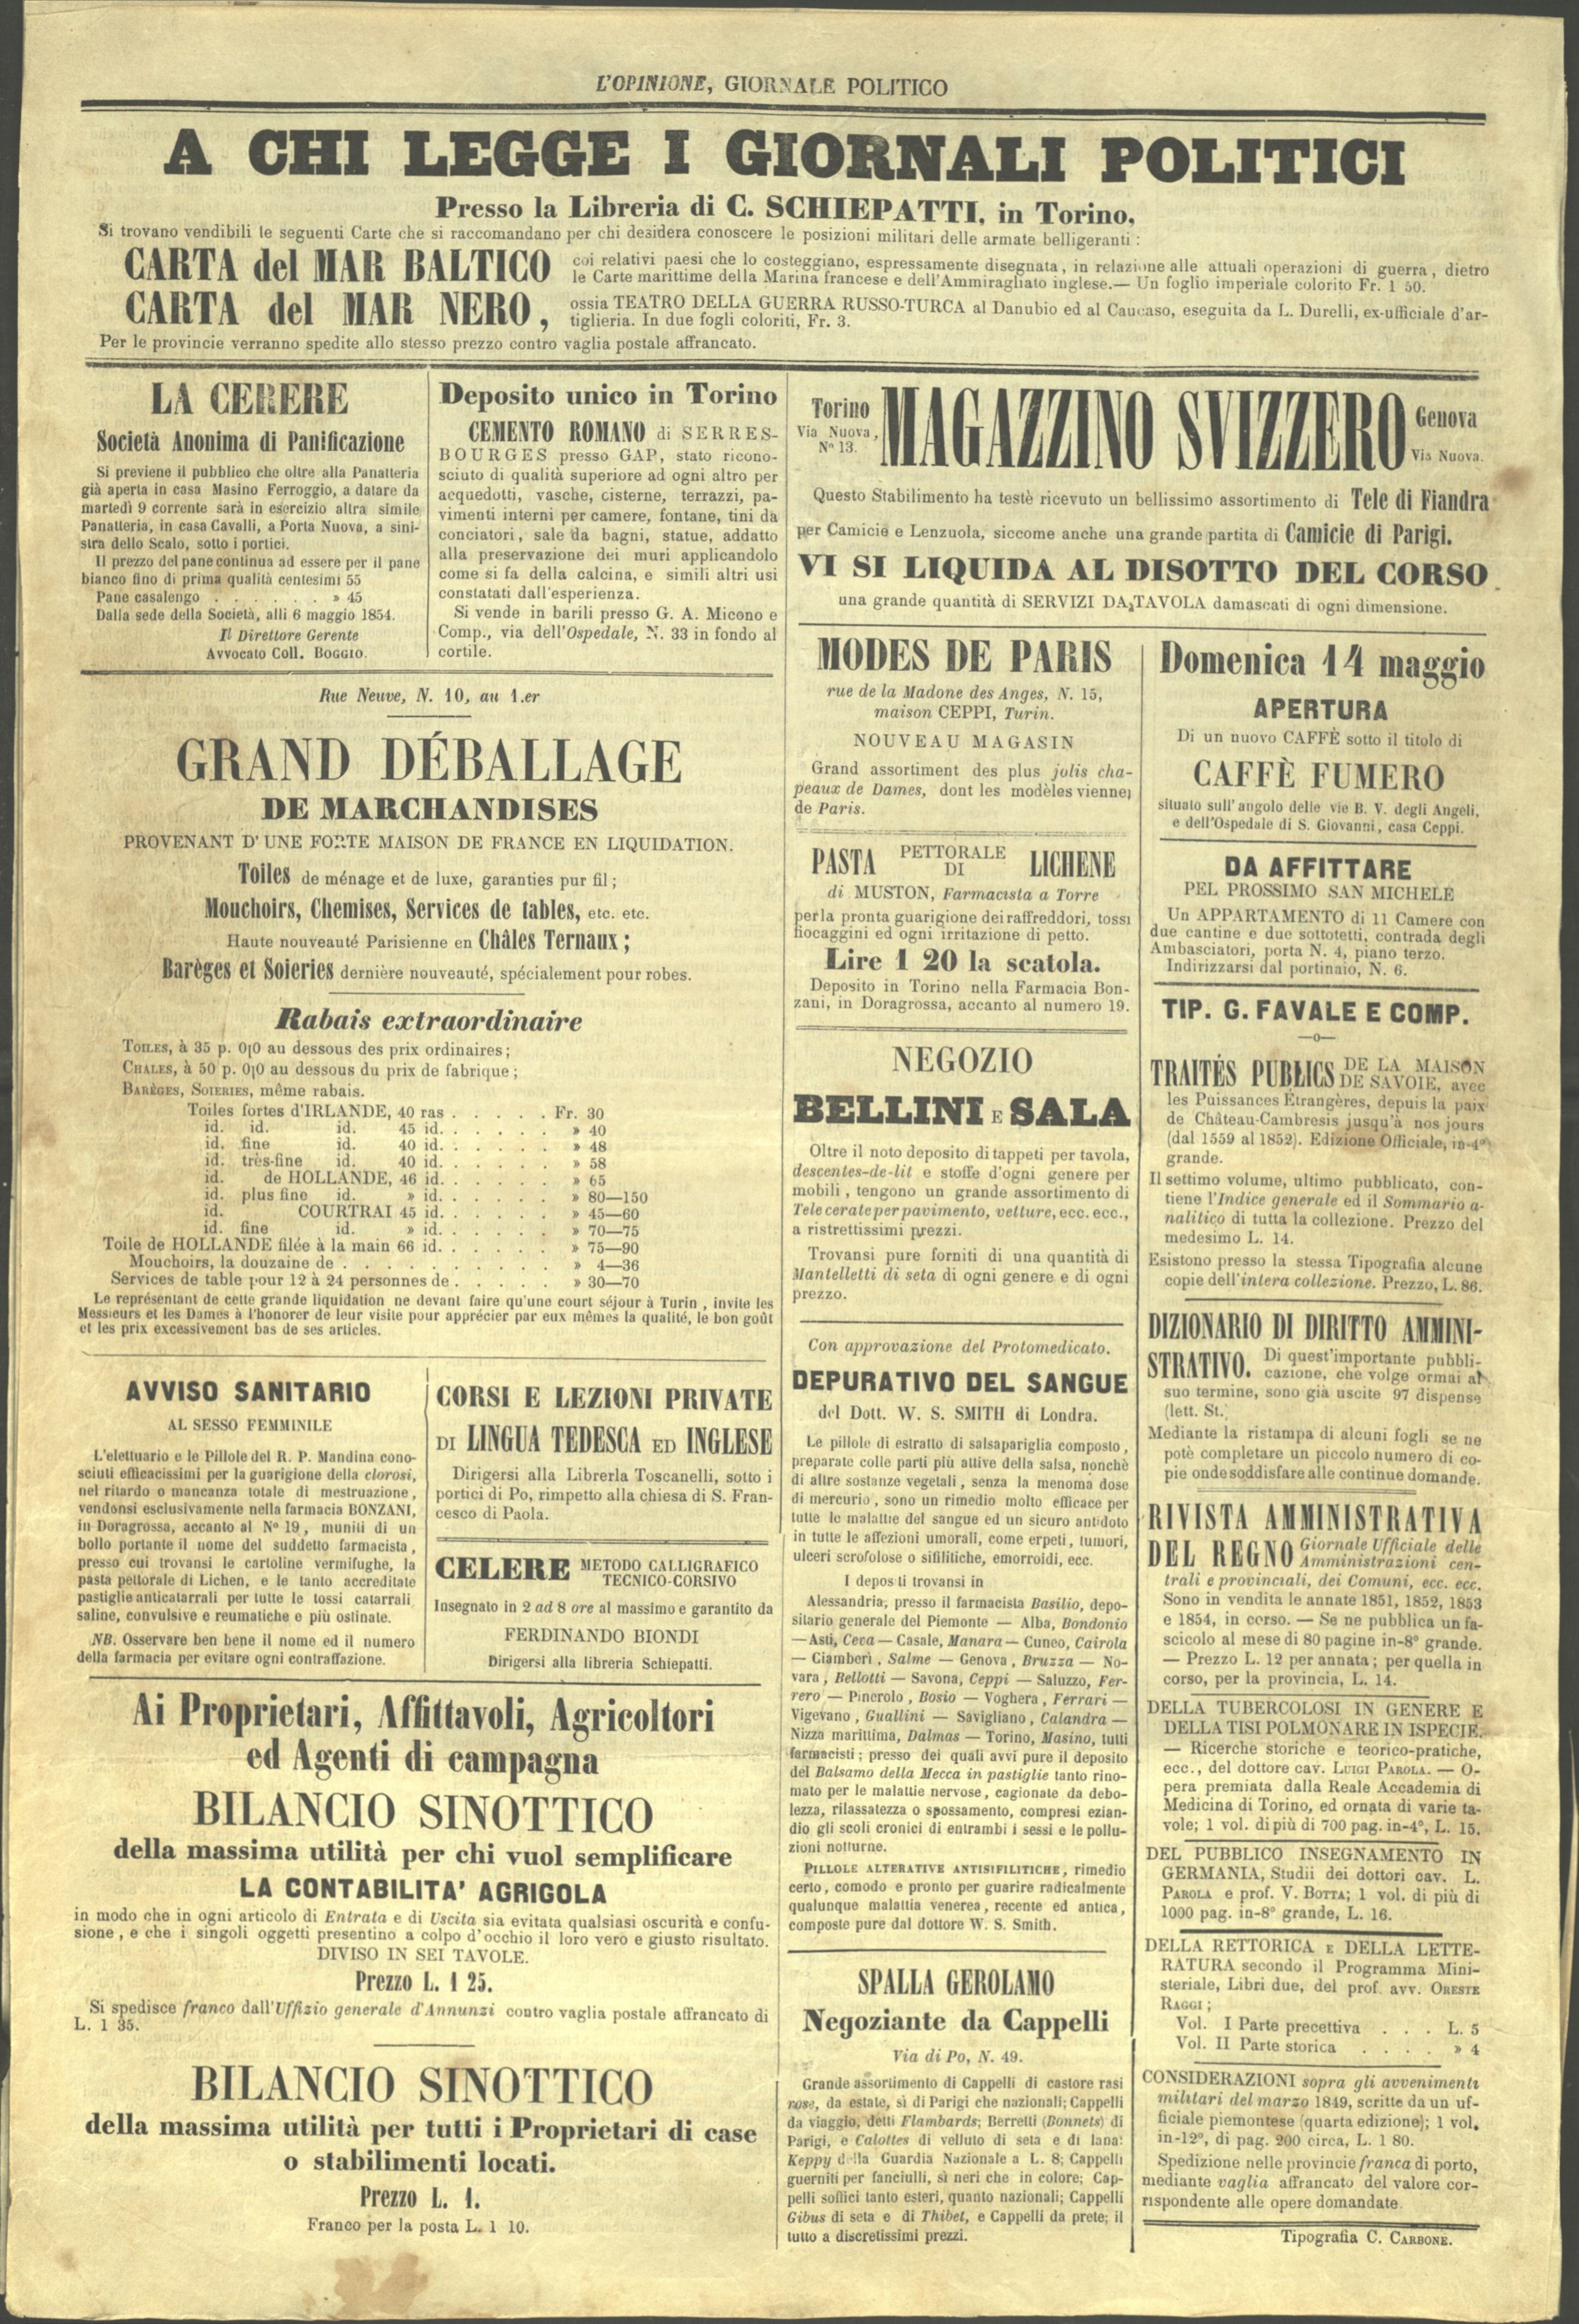 L'OPINIONE, GIORNALE POLITICO
A CHI LEGGE I GIORNALI POLITICI
Presso la Libreria di C. SCHIEPATTI, in Torino,
Si trovano vendibili le seguenti Carte che si raccomandano per chi desidera conoscere le posizioni militari delle armate belligeranti :
CARTA del MAR BALTICO coi relativi paesi che lo costeggiano, espressamente disegnata, in relazione alle attuali operazioni di guerra, dietro
le Carte marittime della Marina francese e dell'Ammiragliato inglese.— Un foglio imperiale colorito Fr. 1 50.
CARTA del MAR NERO, ossia TEATRO DELLA GUERRA RUSSO-TURCA al Danubio ed al Caucaso, eseguita da L. Durelli, ex-ufficiale d'ar-
tiglieria. In due fogli coloriti, Fr. 3.
Per le provincie verranno spedite allo stesso prezzo contro vaglia postale affrancato.
LA CERERE
Società Anonima di Panificazione
Si previene il pubblico che oltre alla Panatteria
già aperta in casa Masino Ferroggio, a datare da
martedì 9 corrente sarà in esercizio altra simile
Panatteria, in casa Cavalli, a Porta Nuova, a sini-
stra dello Scalo, sotto i portici.
Il prezzo del pane continua ad essere per il pane
bianco fino di prima qualità centesimi 55
Pane casalengo . . . . . . . » 45
Dalla sede della Società, alli 6 maggio 1854.
Il Direttore Gerente
Avvocato Coll. BOGGIO.
Deposito unico in Torino
CEMENTO ROMANO di SERRES-
BOURGES presso GAP, stato ricono-
sciuto di qualità superiore ad ogni altro per
acquedotti, vasche, cisterne, terrazzi, pa-
vimenti interni per camere, fontane, tini da
conciatori, sale da bagni, statue, addatto
alla preservazione dei muri applicandolo
come si fa della calcina, e simili altri usi
constatati dall'esperienza.
Si vende in barili presso G. A. Micono e
Comp., via dell'Ospedale, N. 33 in fondo al
cortile.
Torino
Via Nuova,
Nº 13.
MAGAZZINO SVIZZERO
Genova
Via Nuova.
Questo Stabilimento ha testè ricevuto un bellissimo assortimento di Tele di Fiandra
per Camicie e Lenzuola, siccome anche una grande partita di Camicie di Parigi.
VI SI LIQUIDA AL DISOTTO DEL CORSO
una grande quantità di SERVIZI DA TAVOLA damascati di ogni dimensione.
Rue Neuve, N. 10, au 1.er
GRAND DÉBALLAGE
DE MARCHANDISES
PROVENANT D'UNE FORTE MAISON DE FRANCE EN LIQUIDATION.
Toiles de ménage et de luxe, garanties pur fil ;
Mouchoirs, Chemises, Services de tables, etc. etc.
Haute nouveauté Parisienne en Châles Ternaux ;
Barèges et Soieries dernière nouveauté, spécialement pour robes.
Rabais extraordinaire
TOILES, à 35 p. 0|0 au dessous des prix ordinaires ;
CHALES, à 50 p. 0|0 au dessous du prix de fabrique ;
BARÈGES, SOIERIES, même rabais.
Toiles fortes d'IRLANDE, 40 ras . . . . . Fr. 30
id. id. id. 45 id. . . . . . » 40
id. fine id. 40 id. . . . . . » 48
id. très-fine id. 40 id. . . . . . » 58
id. de HOLLANDE, 46 id. . . . . . » 65
id. plus fine id. » id. . . . . . » 80—150
id. COURTRAI 45 id. . . . . . » 45—60
id. fine id. » id. . . . . . » 70—75
Toile de HOLLANDE filée à la main 66 id. . . . . . » 75—90
Mouchoirs, la douzaine de . . . . . . . . . . » 4—36
Services de table pour 12 à 24 personnes de . . . . . » 30—70
Le représentant de cette grande liquidation ne devant faire qu'une court séjour à Turin, invite les
Messieurs et les Dames à l'honorer de leur visite pour apprécier par eux mêmes la qualité, le bon goût
et les prix excessivement bas de ses articles.
AVVISO SANITARIO
AL SESSO FEMMINILE
L'elettuario e le Pillole del R. P. Mandina cono-
sciuti efficacissimi per la guarigione della clorosi,
nel ritardo o mancanza totale di mestruazione,
vendonsi esclusivamente nella farmacia BONZANI,
in Doragrossa, accanto al Nº 19, muniti di un
bollo portante il nome del suddetto farmacista,
presso cui trovansi le cartoline vermifughe, la
pasta pettorale di Lichen, e le tanto accreditate
pastiglie anticatarrali per tutte le tossi catarrali
saline, convulsive e reumatiche e più ostinate.
NB. Osservare ben bene il nome ed il numero
della farmacia per evitare ogni contraffazione.
CORSI E LEZIONI PRIVATE
DI LINGUA TEDESCA ED INGLESE
Dirigersi alla Libreria Toscanelli, sotto i
portici di Po, rimpetto alla chiesa di S. Fran-
cesco di Paola.
CELERE METODO CALLIGRAFICO
TECNICO-CORSIVO
Insegnato in 2 ad 8 ore al massimo e garantito da
FERDINANDO BIONDI
Dirigersi alla libreria Schiepatti.
Ai Proprietari, Affittavoli, Agricoltori
ed Agenti di campagna
BILANCIO SINOTTICO
della massima utilità per chi vuol semplificare
LA CONTABILITA' AGRIGOLA
in modo che in ogni articolo di Entrata e di Uscita sia evitata qualsiasi oscurità e confu-
sione, e che i singoli oggetti presentino a colpo d'occhio il loro vero e giusto risultato.
DIVISO IN SEI TAVOLE.
Prezzo L. 1 25.
Si spedisce franco dall'Uffizio generale d'Annunzi contro vaglia postale affrancato di
L. 1 35.
BILANCIO SINOTTICO
della massima utilità per tutti i Proprietari di case
o stabilimenti locati.
Prezzo L. 1.
Franco per la posta L. 1 10.
MODES DE PARIS
rue de la Madone des Anges, N. 15,
maison CEPPI, Turin.
NOUVEAU MAGASIN
Grand assortiment des plus jolis cha-
peaux de Dames, dont les modèles vienne
de Paris.
PASTA PETTORALE DI LICHENE
di MUSTON, Farmacista a Torre
per la pronta guarigione dei raffreddori, tossi
fiocaggini ed ogni irritazione di petto.
Lire 1 20 la scatola.
Deposito in Torino nella Farmacia Bon-
zani, in Doragrossa, accanto al numero 19.
NEGOZIO
BELLINI E SALA
Oltre il noto deposito di tappeti per tavola,
descentes-de-lit e stoffe d'ogni genere per
mobili, tengono un grande assortimento di
Tele cerate per pavimento, vetture, ecc. ecc.,
a ristrettissimi prezzi.
Trovansi pure forniti di una quantità di
Mantelletti di seta di ogni genere e di ogni
prezzo.
Con approvazione del Protomedicato.
DEPURATIVO DEL SANGUE
del Dott. W. S. SMITH di Londra.
Le pillole di estratto di salsapariglia composto,
preparate colle parti più attive della salsa, nonchè
di altre sostanze vegetali, senza la menoma dose
di mercurio, sono un rimedio molto efficace per
tutte le malattie del sangue ed un sicuro antidoto
in tutte le affezioni umorali, come erpeti, tumori,
ulceri scrofolose o sifilitiche, emorroidi, ecc.
I depositi trovansi in
Alessandria, presso il farmacista Basilio, depo-
sitario generale del Piemonte — Alba, Bondonio
— Asti, Ceva — Casale, Manara — Cuneo, Cairola
— Ciamberì, Salme — Genova, Bruzza — No-
vara, Bellotti — Savona, Ceppi — Saluzzo, Fer-
rero — Pinerolo, Bosio — Voghera, Ferrari —
Vigevano, Guallini — Savigliano, Calandra —
Nizza marittima, Dalmas — Torino, Masino, tutti
farmacisti ; presso dei quali avvi pure il deposito
del Balsamo della Mecca in pastiglie tanto rino-
mato per le malattie nervose, cagionate da debo-
lezza, rilassatezza o spossamento, compresi ezian-
dio gli scoli cronici di entrambi i sessi e le pollu-
zioni notturne.
PILLOLE ALTERATIVE ANTISIFILITICHE, rimedio
certo, comodo e pronto per guarire radicalmente
qualunque malattia venerea, recente ed antica,
composte pure dal dottore W. S. Smith.
SPALLA GEROLAMO
Negoziante da Cappelli
Via di Po, N. 49.
Grande assortimento di Cappelli di castore rasi
rose, da estate, sì di Parigi che nazionali; Cappelli
da viaggio, detti Flambards; Berretti (Bonnets) di
Parigi, e Calottes di velluto di seta e di lana:
Keppy della Guardia Nazionale a L. 8; Cappelli
guerniti per fanciulli, sì neri che in colore; Cap-
pelli soffici tanto esteri, quanto nazionali; Cappelli
Gibus di seta e di Thibet, e Cappelli da prete; il
tutto a discretissimi prezzi.
Domenica 14 maggio
APERTURA
Di un nuovo CAFFÈ sotto il titolo di
CAFFÈ FUMERO
situato sull'angolo delle vie B. V. degli Angeli,
e dell'Ospedale di S. Giovanni, casa Ceppi.
DA AFFITTARE
PEL PROSSIMO SAN MICHELE
Un APPARTAMENTO di 11 Camere con
due cantine e due sottotetti, contrada degli
Ambasciatori, porta N. 4, piano terzo.
Indirizzarsi dal portinaio, N. 6.
TIP. G. FAVALE E COMP.
—o—
TRAITÉS PUBLICS DE LA MAISON
DE SAVOIE, avec
les Puissances Étrangères, depuis la paix
de Château-Cambresis jusqu'à nos jours
(dal 1559 al 1852). Edizione Officiale, in-4º
grande.
Il settimo volume, ultimo pubblicato, con-
tiene l'Indice generale ed il Sommario a-
nalitico di tutta la collezione. Prezzo del
medesimo L. 14.
Esistono presso la stessa Tipografia alcune
copie dell'intera collezione. Prezzo, L. 86.
DIZIONARIO DI DIRITTO AMMINI-
STRATIVO. Di quest'importante pubbli-
cazione, che volge ormai al
suo termine, sono già uscite 97 dispense
(lett. St.)
Mediante la ristampa di alcuni fogli se ne
potè completare un piccolo numero di co-
pie onde soddisfare alle continue domande.
RIVISTA AMMINISTRATIVA
DEL REGNO Giornale Ufficiale delle
Amministrazioni cen-
trali e provinciali, dei Comuni, ecc. ecc.
Sono in vendita le annate 1851, 1852, 1853
e 1854, in corso. — Se ne pubblica un fa-
scicolo al mese di 80 pagine in-8º grande.
— Prezzo L. 12 per annata ; per quella in
corso, per la provincia, L. 14.
DELLA TUBERCOLOSI IN GENERE E
DELLA TISI POLMONARE IN ISPECIE.
— Ricerche storiche e teorico-pratiche,
ecc., del dottore cav. LUIGI PAROLA. — O-
pera premiata dalla Reale Accademia di
Medicina di Torino, ed ornata di varie ta-
vole; 1 vol. di più di 700 pag. in-4º, L. 15.
DEL PUBBLICO INSEGNAMENTO IN
GERMANIA, Studii dei dottori cav. L.
PAROLA e prof. V. BOTTA; 1 vol. di più di
1000 pag. in-8º grande, L. 16.
DELLA RETTORICA E DELLA LETTE-
RATURA secondo il Programma Mini-
steriale, Libri due, del prof. avv. ORESTE
RAGGI ;
Vol. I Parte precettiva . . . L. 5
Vol. II Parte storica . . . . » 4
CONSIDERAZIONI sopra gli avvenimenti
militari del marzo 1849, scritte da un uf-
ficiale piemontese (quarta edizione); 1 vol.
in-12º, di pag. 200 circa, L. 1 80.
Spedizione nelle provincie franca di porto,
mediante vaglia affrancato del valore cor-
rispondente alle opere domandate.
Tipografia C. CARBONE.